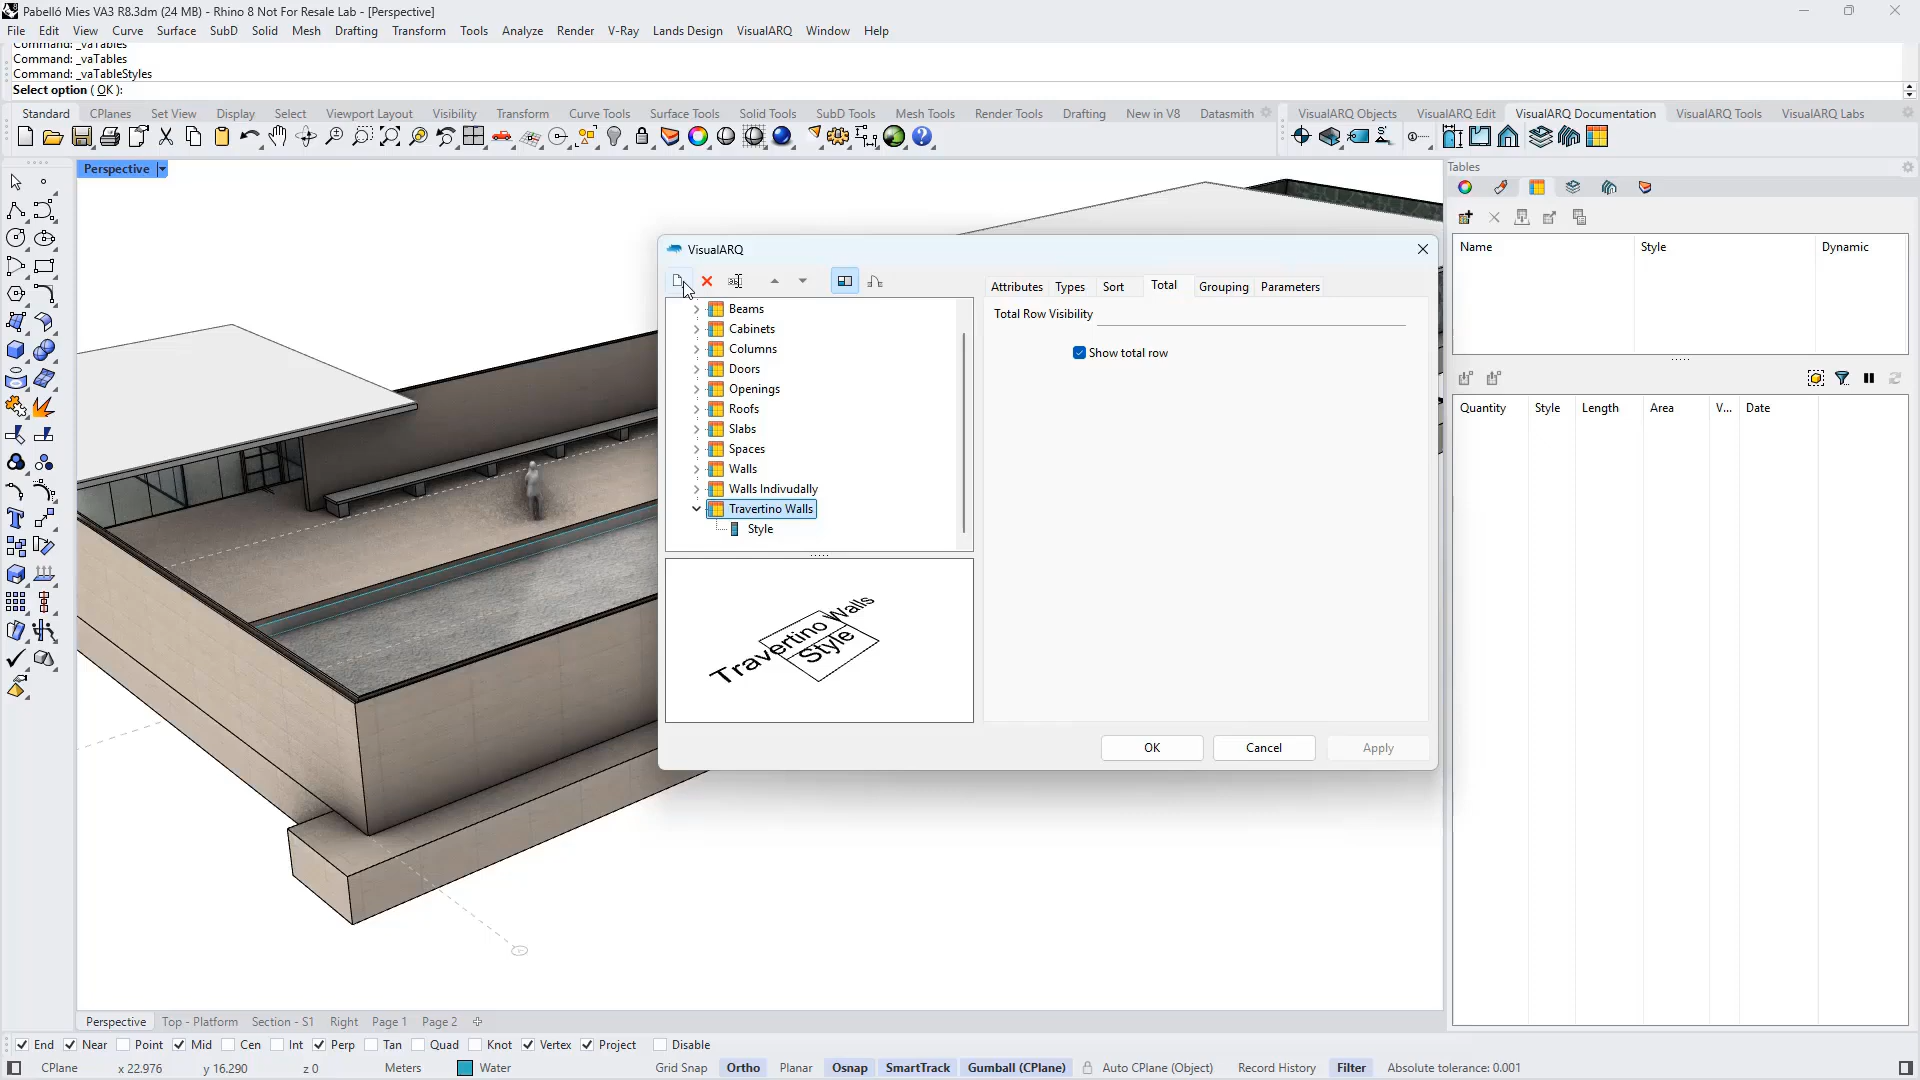 Pabelló Mies VA3 R8.3dm (24 MB) - Rhino 8 Not For Resale Lab - [Perspective]
File Edit View Curve Surface SubD Solid Mesh Drafting Transform Tools Analyze Render V-Ray Lands Design VisualARQ Window Help
Command: _vaTables
Command: _vaTableStyles
Select option ( OK ):
Standard CPlanes Set View Display Select Viewport Layout Visibility Transform Curve Tools Surface Tools Solid Tools SubD Tools Mesh Tools Render Tools Drafting New in V8 Datasmith VisualARQ Objects VisualARQ Edit VisualARQ Documentation VisualARQ Tools VisualARQ Labs
Perspective
Tables
Name Style Dynamic
VisualARQ
Attributes Types Sort Total Grouping Parameters
Total Row Visibility
Show total row
Beams
Cabinets
Columns
Doors
Openings
Roofs
Slabs
Spaces
Walls
Walls Indivudally
Travertino Walls
Style
Travertino Walls
Style
OK Cancel Apply
Quantity Style Length Area V... Date
Perspective Top - Platform Section - S1 Right Page 1 Page 2
End Near Point Mid Cen Int Perp Tan Quad Knot Vertex Project Disable
CPlane x 22.976 y 16.290 z 0 Meters Water Grid Snap Ortho Planar Osnap SmartTrack Gumball (CPlane) Auto CPlane (Object) Record History Filter Absolute tolerance: 0.001